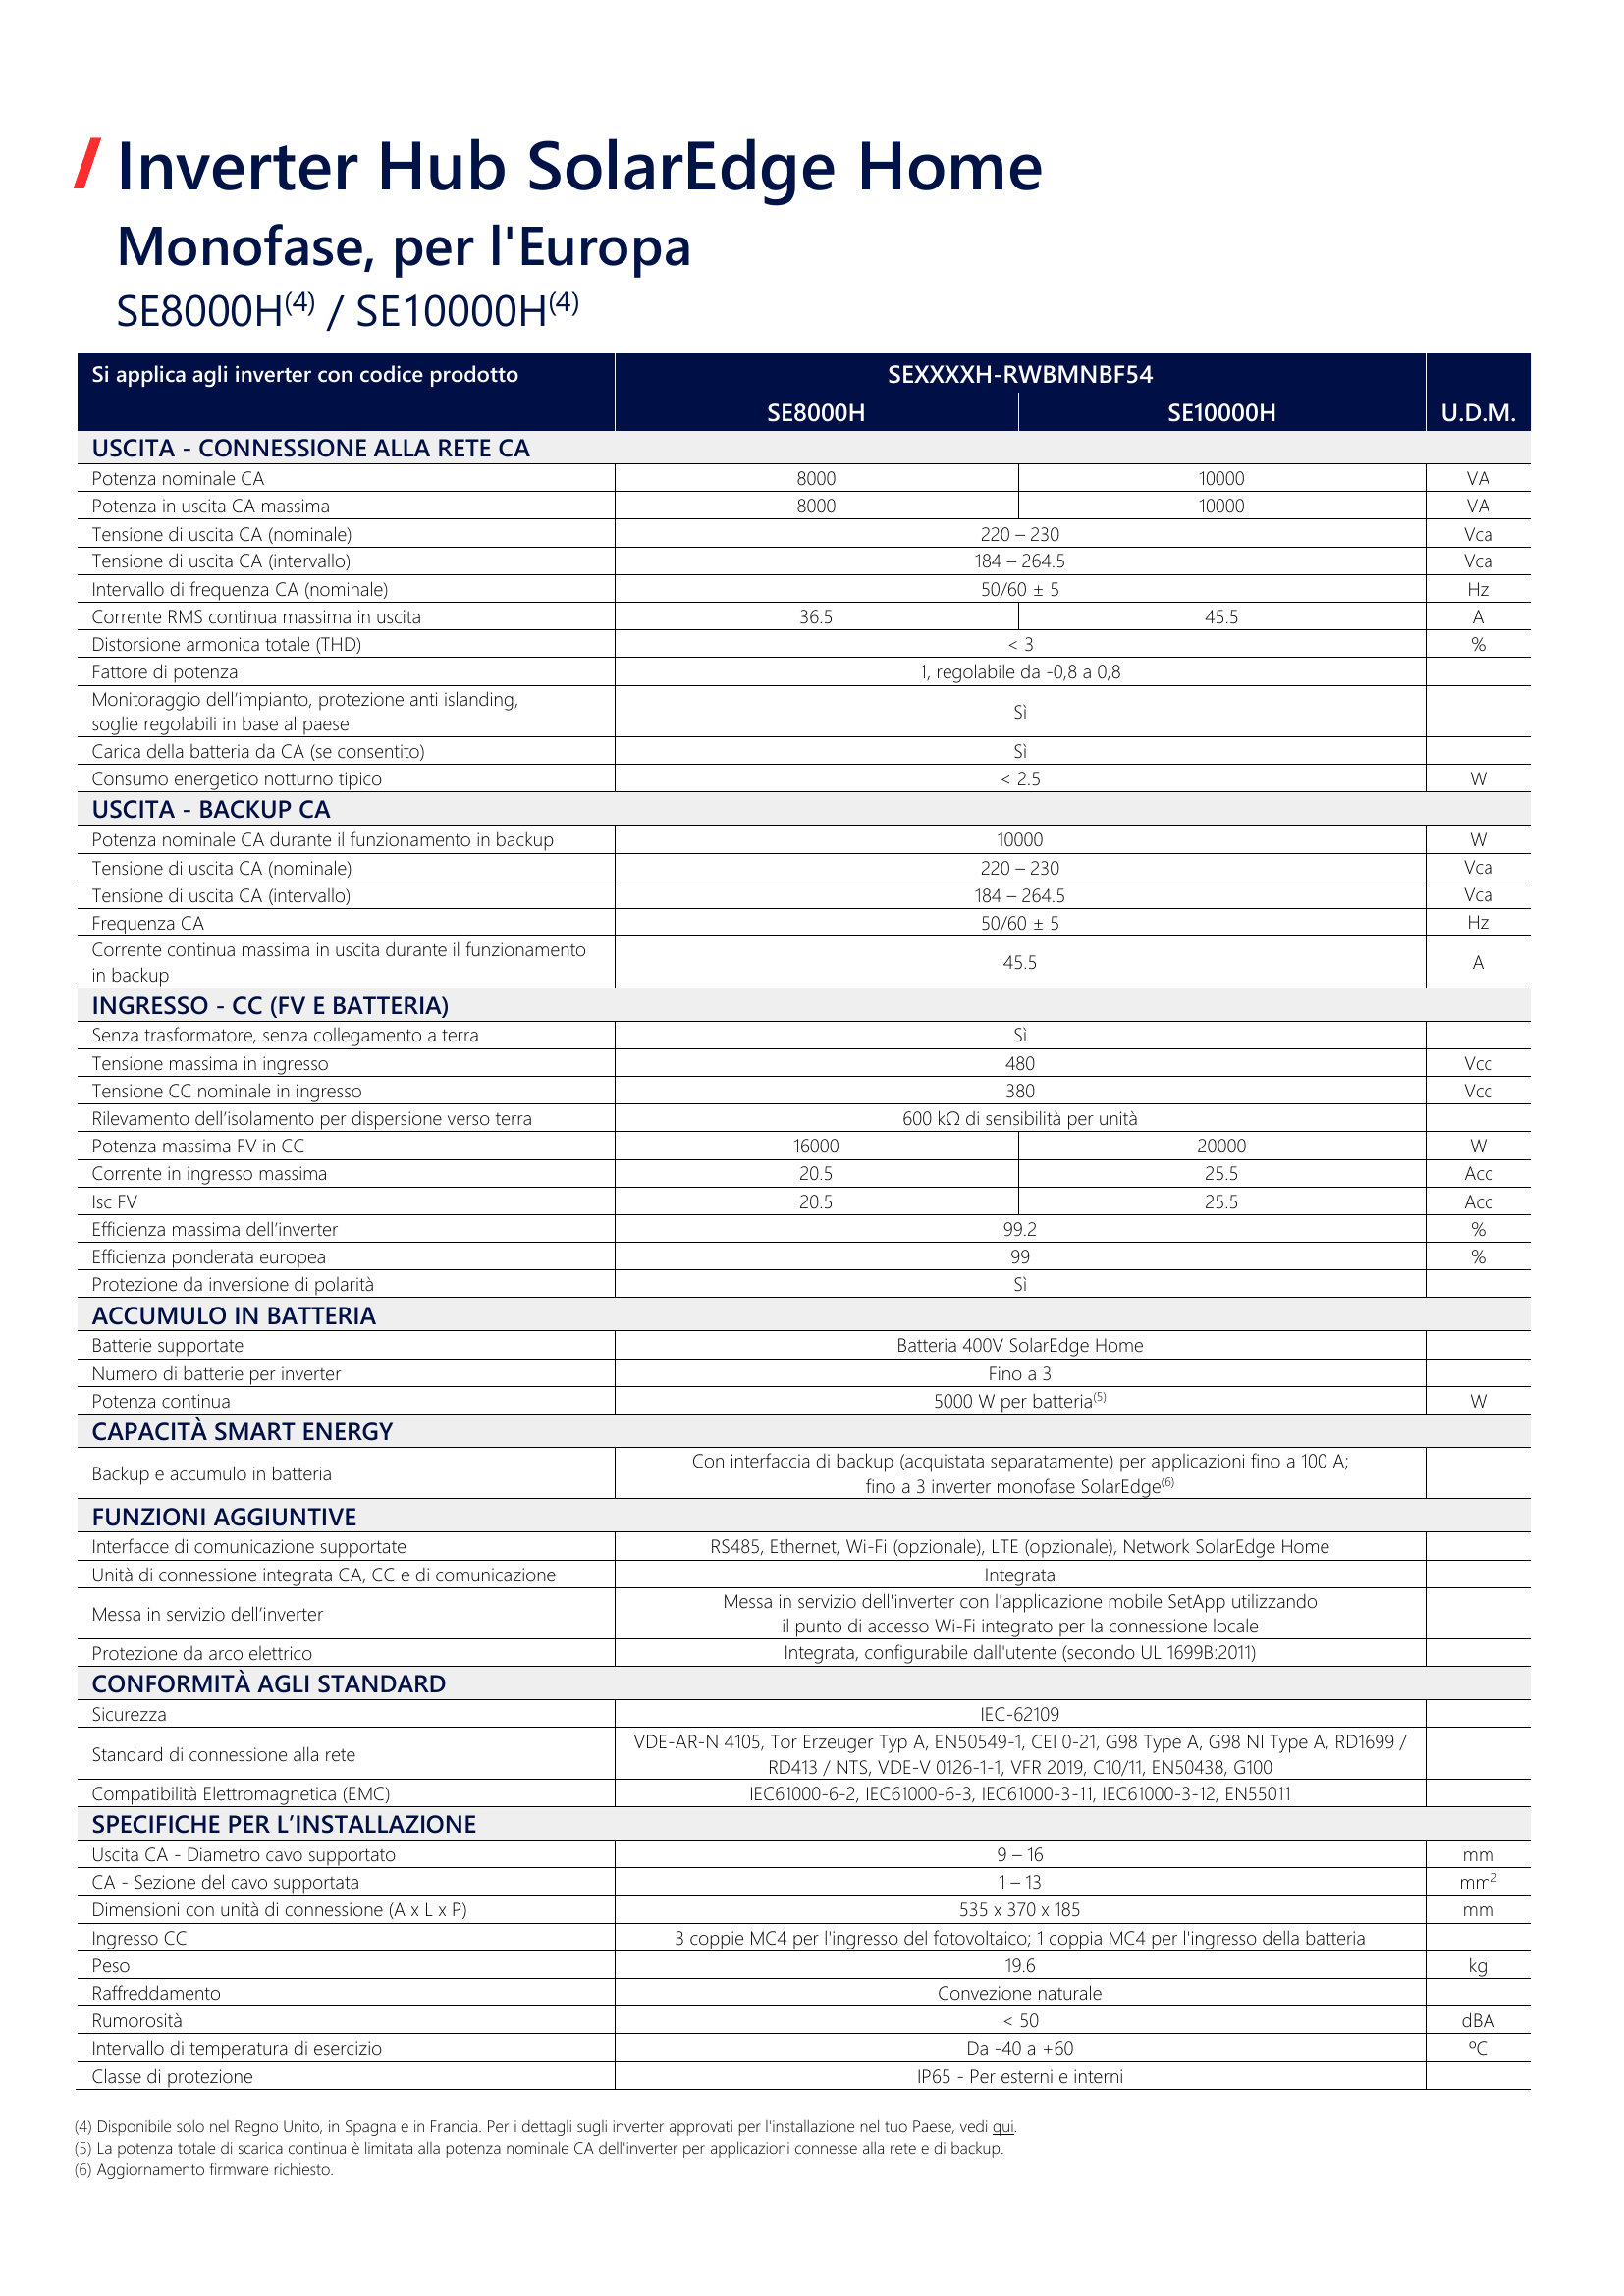 / Inverter Hub SolarEdge Home
Monofase, per l'Europa
SE8000H(4) / SE10000H(4)
Si applica agli inverter con codice prodotto SEXXXXH-RWBMNBF54
SE8000H SE10000H U.D.M.
USCITA - CONNESSIONE ALLA RETE CA
Potenza nominale CA 8000 10000 VA
Potenza in uscita CA massima 8000 10000 VA
Tensione di uscita CA (nominale) 220 – 230 Vca
Tensione di uscita CA (intervallo) 184 – 264.5 Vca
Intervallo di frequenza CA (nominale) 50/60 ± 5 Hz
Corrente RMS continua massima in uscita 36.5 45.5 A
Distorsione armonica totale (THD) < 3 %
Fattore di potenza 1, regolabile da -0,8 a 0,8
Monitoraggio dell’impianto, protezione anti islanding,
soglie regolabili in base al paese Sì
Carica della batteria da CA (se consentito) Sì
Consumo energetico notturno tipico < 2.5 W
USCITA - BACKUP CA
Potenza nominale CA durante il funzionamento in backup 10000 W
Tensione di uscita CA (nominale) 220 – 230 Vca
Tensione di uscita CA (intervallo) 184 – 264.5 Vca
Frequenza CA 50/60 ± 5 Hz
Corrente continua massima in uscita durante il funzionamento
in backup 45.5 A
INGRESSO - CC (FV E BATTERIA)
Senza trasformatore, senza collegamento a terra Sì
Tensione massima in ingresso 480 Vcc
Tensione CC nominale in ingresso 380 Vcc
Rilevamento dell’isolamento per dispersione verso terra 600 kΩ di sensibilità per unità
Potenza massima FV in CC 16000 20000 W
Corrente in ingresso massima 20.5 25.5 Acc
Isc FV 20.5 25.5 Acc
Efficienza massima dell’inverter 99.2 %
Efficienza ponderata europea 99 %
Protezione da inversione di polarità Sì
ACCUMULO IN BATTERIA
Batterie supportate Batteria 400V SolarEdge Home
Numero di batterie per inverter Fino a 3
Potenza continua 5000 W per batteria(5) W
CAPACITÀ SMART ENERGY
Backup e accumulo in batteria Con interfaccia di backup (acquistata separatamente) per applicazioni fino a 100 A;
fino a 3 inverter monofase SolarEdge(6)
FUNZIONI AGGIUNTIVE
Interfacce di comunicazione supportate RS485, Ethernet, Wi-Fi (opzionale), LTE (opzionale), Network SolarEdge Home
Unità di connessione integrata CA, CC e di comunicazione Integrata
Messa in servizio dell’inverter Messa in servizio dell'inverter con l'applicazione mobile SetApp utilizzando
il punto di accesso Wi-Fi integrato per la connessione locale
Protezione da arco elettrico Integrata, configurabile dall'utente (secondo UL 1699B:2011)
CONFORMITÀ AGLI STANDARD
Sicurezza IEC-62109
Standard di connessione alla rete VDE-AR-N 4105, Tor Erzeuger Typ A, EN50549-1, CEI 0-21, G98 Type A, G98 NI Type A, RD1699 /
RD413 / NTS, VDE-V 0126-1-1, VFR 2019, C10/11, EN50438, G100
Compatibilità Elettromagnetica (EMC) IEC61000-6-2, IEC61000-6-3, IEC61000-3-11, IEC61000-3-12, EN55011
SPECIFICHE PER L’INSTALLAZIONE
Uscita CA - Diametro cavo supportato 9 – 16 mm
CA - Sezione del cavo supportata 1 – 13 mm2
Dimensioni con unità di connessione (A x L x P) 535 x 370 x 185 mm
Ingresso CC 3 coppie MC4 per l'ingresso del fotovoltaico; 1 coppia MC4 per l'ingresso della batteria
Peso 19.6 kg
Raffreddamento Convezione naturale
Rumorosità < 50 dBA
Intervallo di temperatura di esercizio Da -40 a +60 ºC
Classe di protezione IP65 - Per esterni e interni
(4) Disponibile solo nel Regno Unito, in Spagna e in Francia. Per i dettagli sugli inverter approvati per l'installazione nel tuo Paese, vedi qui.
(5) La potenza totale di scarica continua è limitata alla potenza nominale CA dell'inverter per applicazioni connesse alla rete e di backup.
(6) Aggiornamento firmware richiesto.